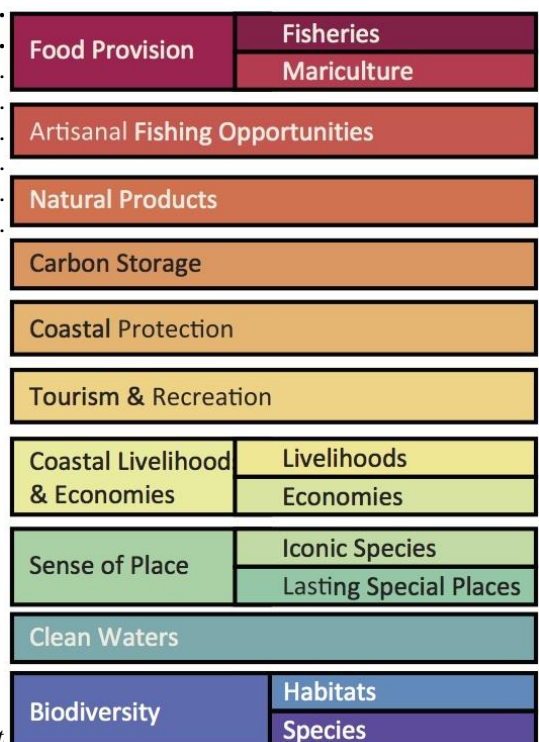 Food Provision
Fisheries
Mariculture
Artisanal Fishing Opportunities
Natural Products
Carbon Storage
Coastal Protection
Tourism & Recreation
Coastal Livelihood
& Economies
Livelihoods
Economies
Sense of Place
Iconic Species
Lasting Special Places
Clean Waters
Biodiversity
Habitats
Species